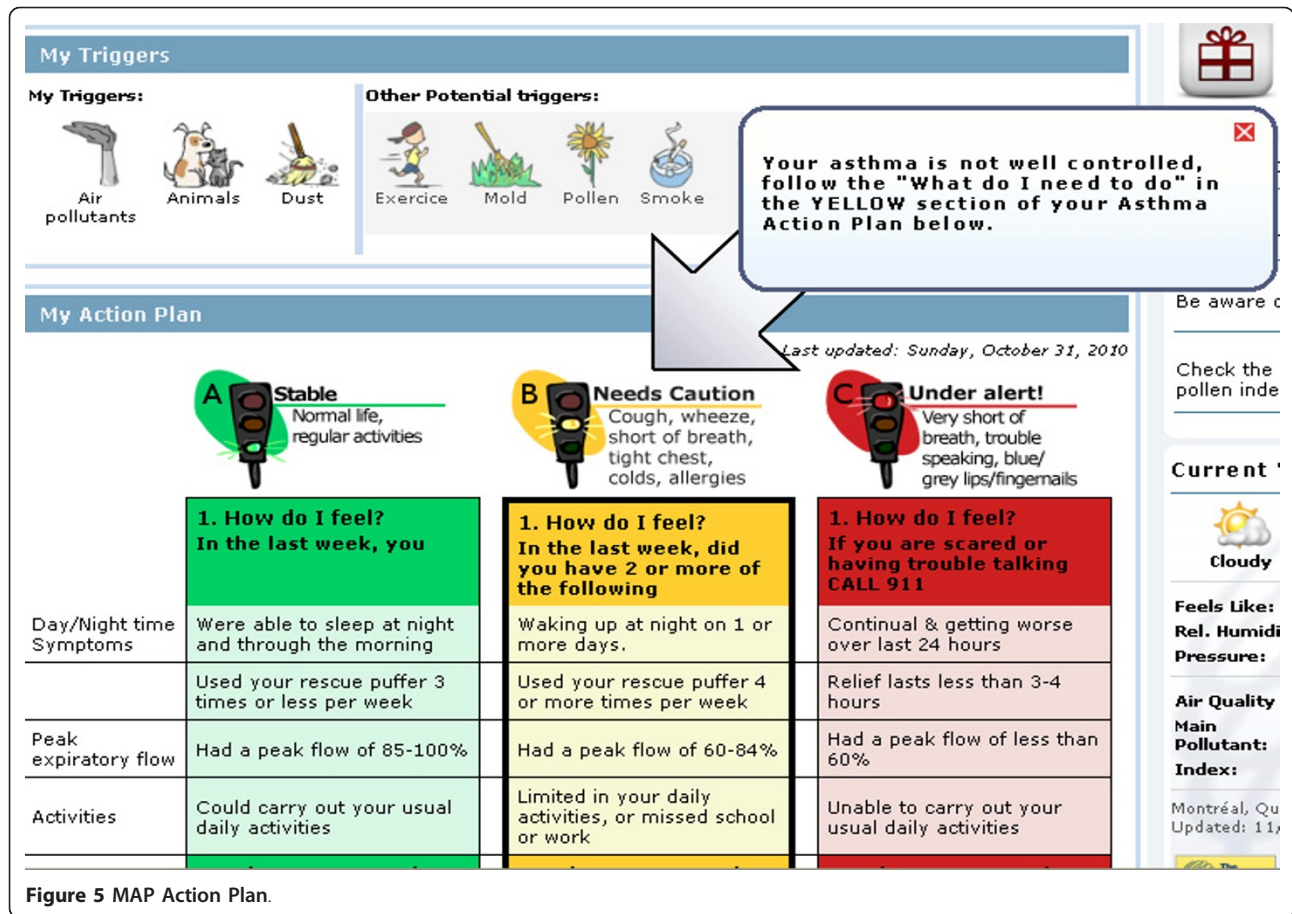 My Triggers
My Triggers:
Other Potential triggers:
Air
pollutants
Animals
Dust
Exercice
Mold
Pollen
Smoke
Your asthma is not well controlled,
follow the "What do I need to do" in
the YELLOW section of your Asthma
Action Plan below.
My Action Plan
Last updated: Sunday, October 31, 2010
A
Stable
Normal life,
regular activities
B
Needs Caution
Cough, wheeze,
short of breath,
tight chest,
colds, allergies
C
Under alert!
Very short of
breath, trouble
speaking, blue/
grey lips/fingernails
1. How do I feel?
In the last week, you
1. How do I feel?
In the last week, did
you have 2 or more of
the following
1. How do I feel?
If you are scared or
having trouble talking
CALL 911
Day/Night time
Symptoms
Were able to sleep at night
and through the morning
Waking up at night on 1 or
more days.
Continual & getting worse
over last 24 hours
Used your rescue puffer 3
times or less per week
Used your rescue puffer 4
or more times per week
Relief lasts less than 3-4
hours
Peak
expiratory flow
Had a peak flow of 85-100%
Had a peak flow of 60-84%
Had a peak flow of less than
60%
Activities
Could carry out your usual
daily activities
Limited in your daily
activities, or missed school
or work
Unable to carry out your
usual daily activities
Be aware
Check the
pollen inde
Current
Cloudy
Feels Like:
Rel. Humidi
Pressure:
Air Quality
Main
Pollutant:
Index:
Montréal, Qu
Updated: 11/
The
Figure 5 MAP Action Plan.